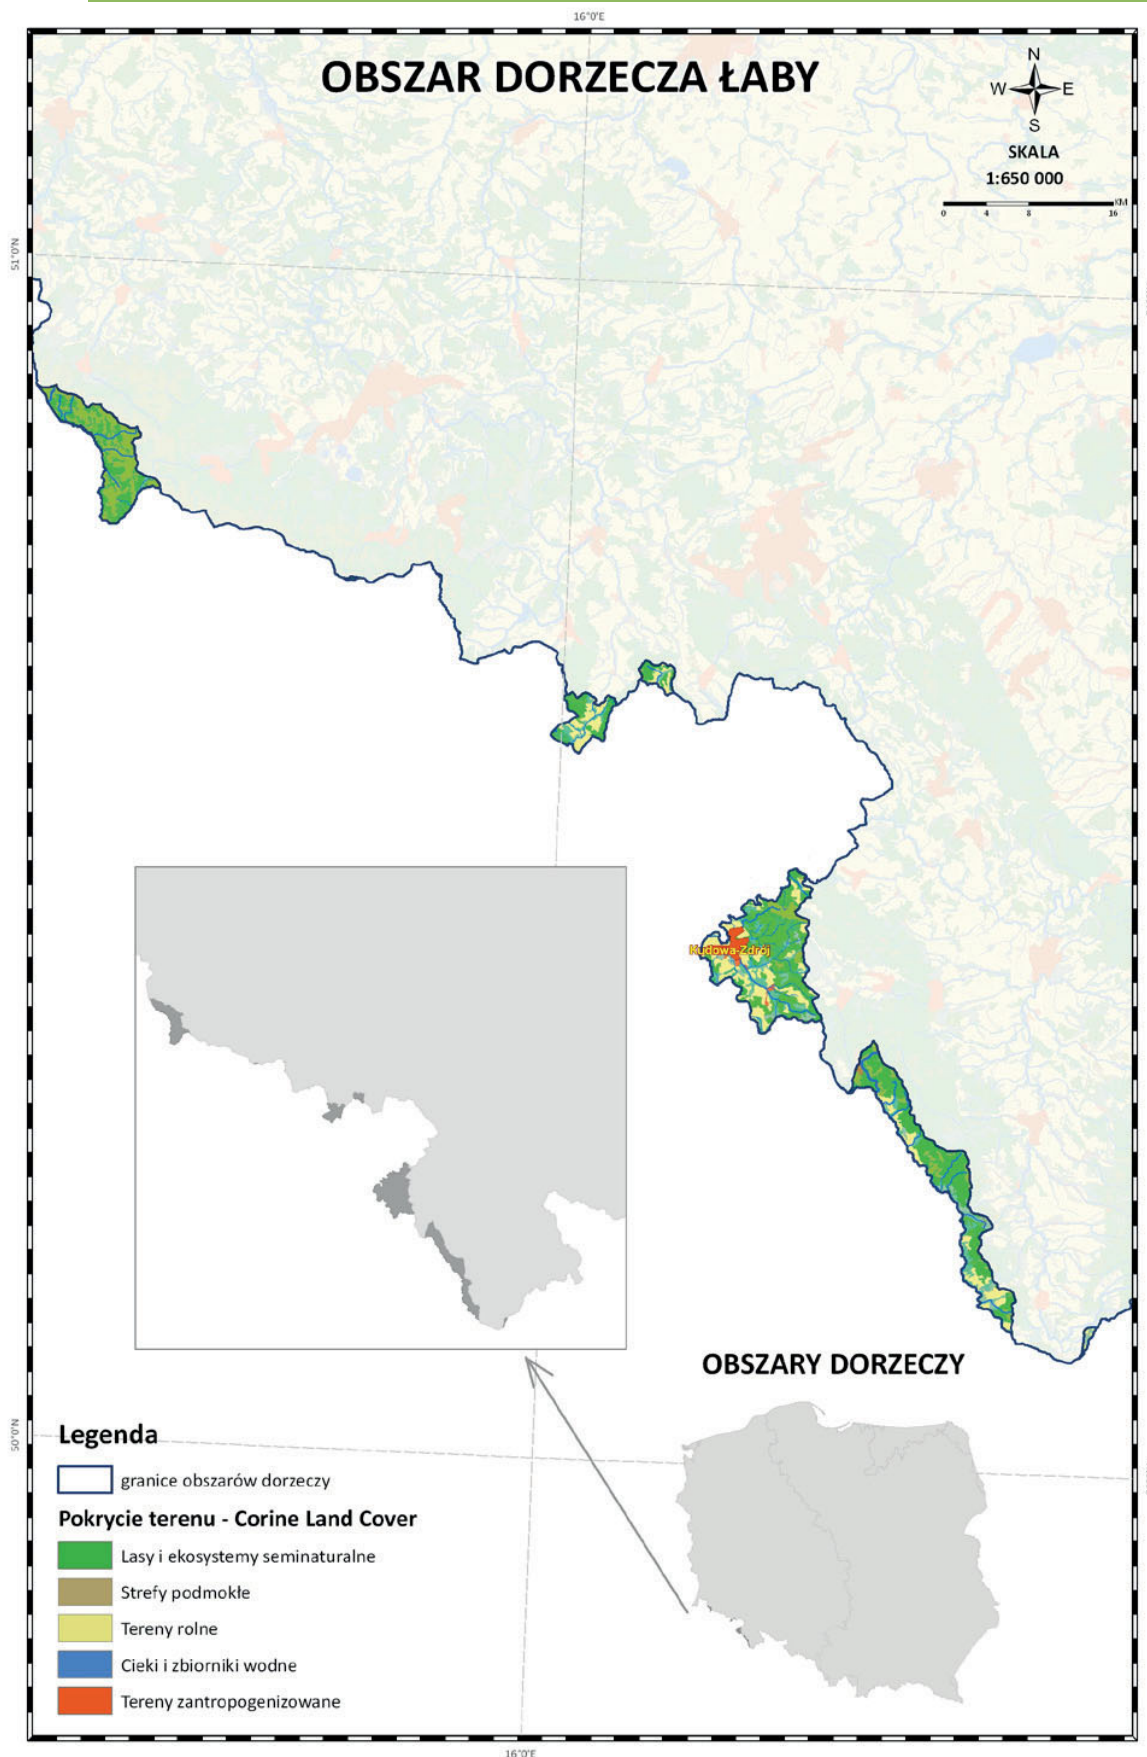 16°0'E
OBSZAR DORZECZA ŁABY
N
W E
S
SKALA
1:650 000
KM
0 4 8 16
51°0'N
Kudowa-Zdrój
OBSZARY DORZECZY
50°0'N
Legenda
granice obszarów dorzeczy
Pokrycie terenu - Corine Land Cover
Lasy i ekosystemy seminaturalne
Strefy podmokłe
Tereny rolne
Cieki i zbiorniki wodne
Tereny zantropogenizowane
16°0'E